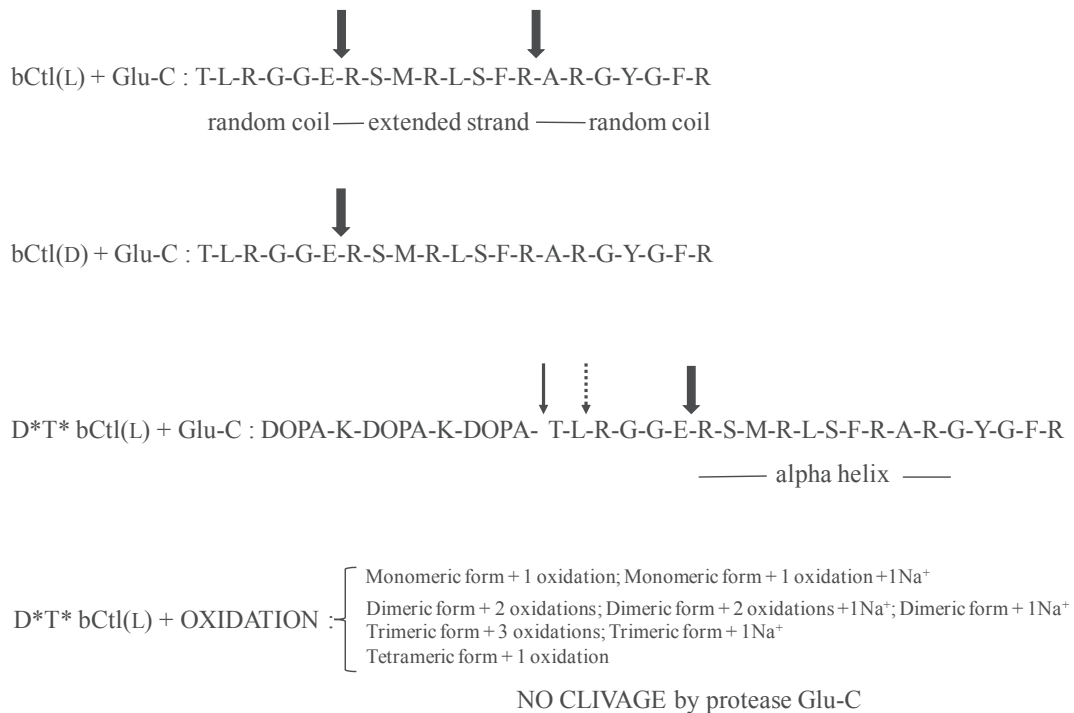 bCtl(L) + Glu-C : T-L-R-G-G-E-R-S-M-R-L-S-F-R-A-R-G-Y-G-F-R
random coil — extended strand — random coil
bCtl(D) + Glu-C : T-L-R-G-G-E-R-S-M-R-L-S-F-R-A-R-G-Y-G-F-R
D*T* bCtl(L) + Glu-C : DOPA-K-DOPA-K-DOPA- T-L-R-G-G-E-R-S-M-R-L-S-F-R-A-R-G-Y-G-F-R
alpha helix
Monomeric form + 1 oxidation; Monomeric form + 1 oxidation +1Na⁺
D*T* bCtl(L) + OXIDATION :
Dimeric form + 2 oxidations; Dimeric form + 2 oxidations +1Na⁺; Dimeric form + 1Na⁺
Trimeric form + 3 oxidations; Trimeric form + 1Na⁺
Tetrameric form + 1 oxidation
NO CLIVAGE by protease Glu-C